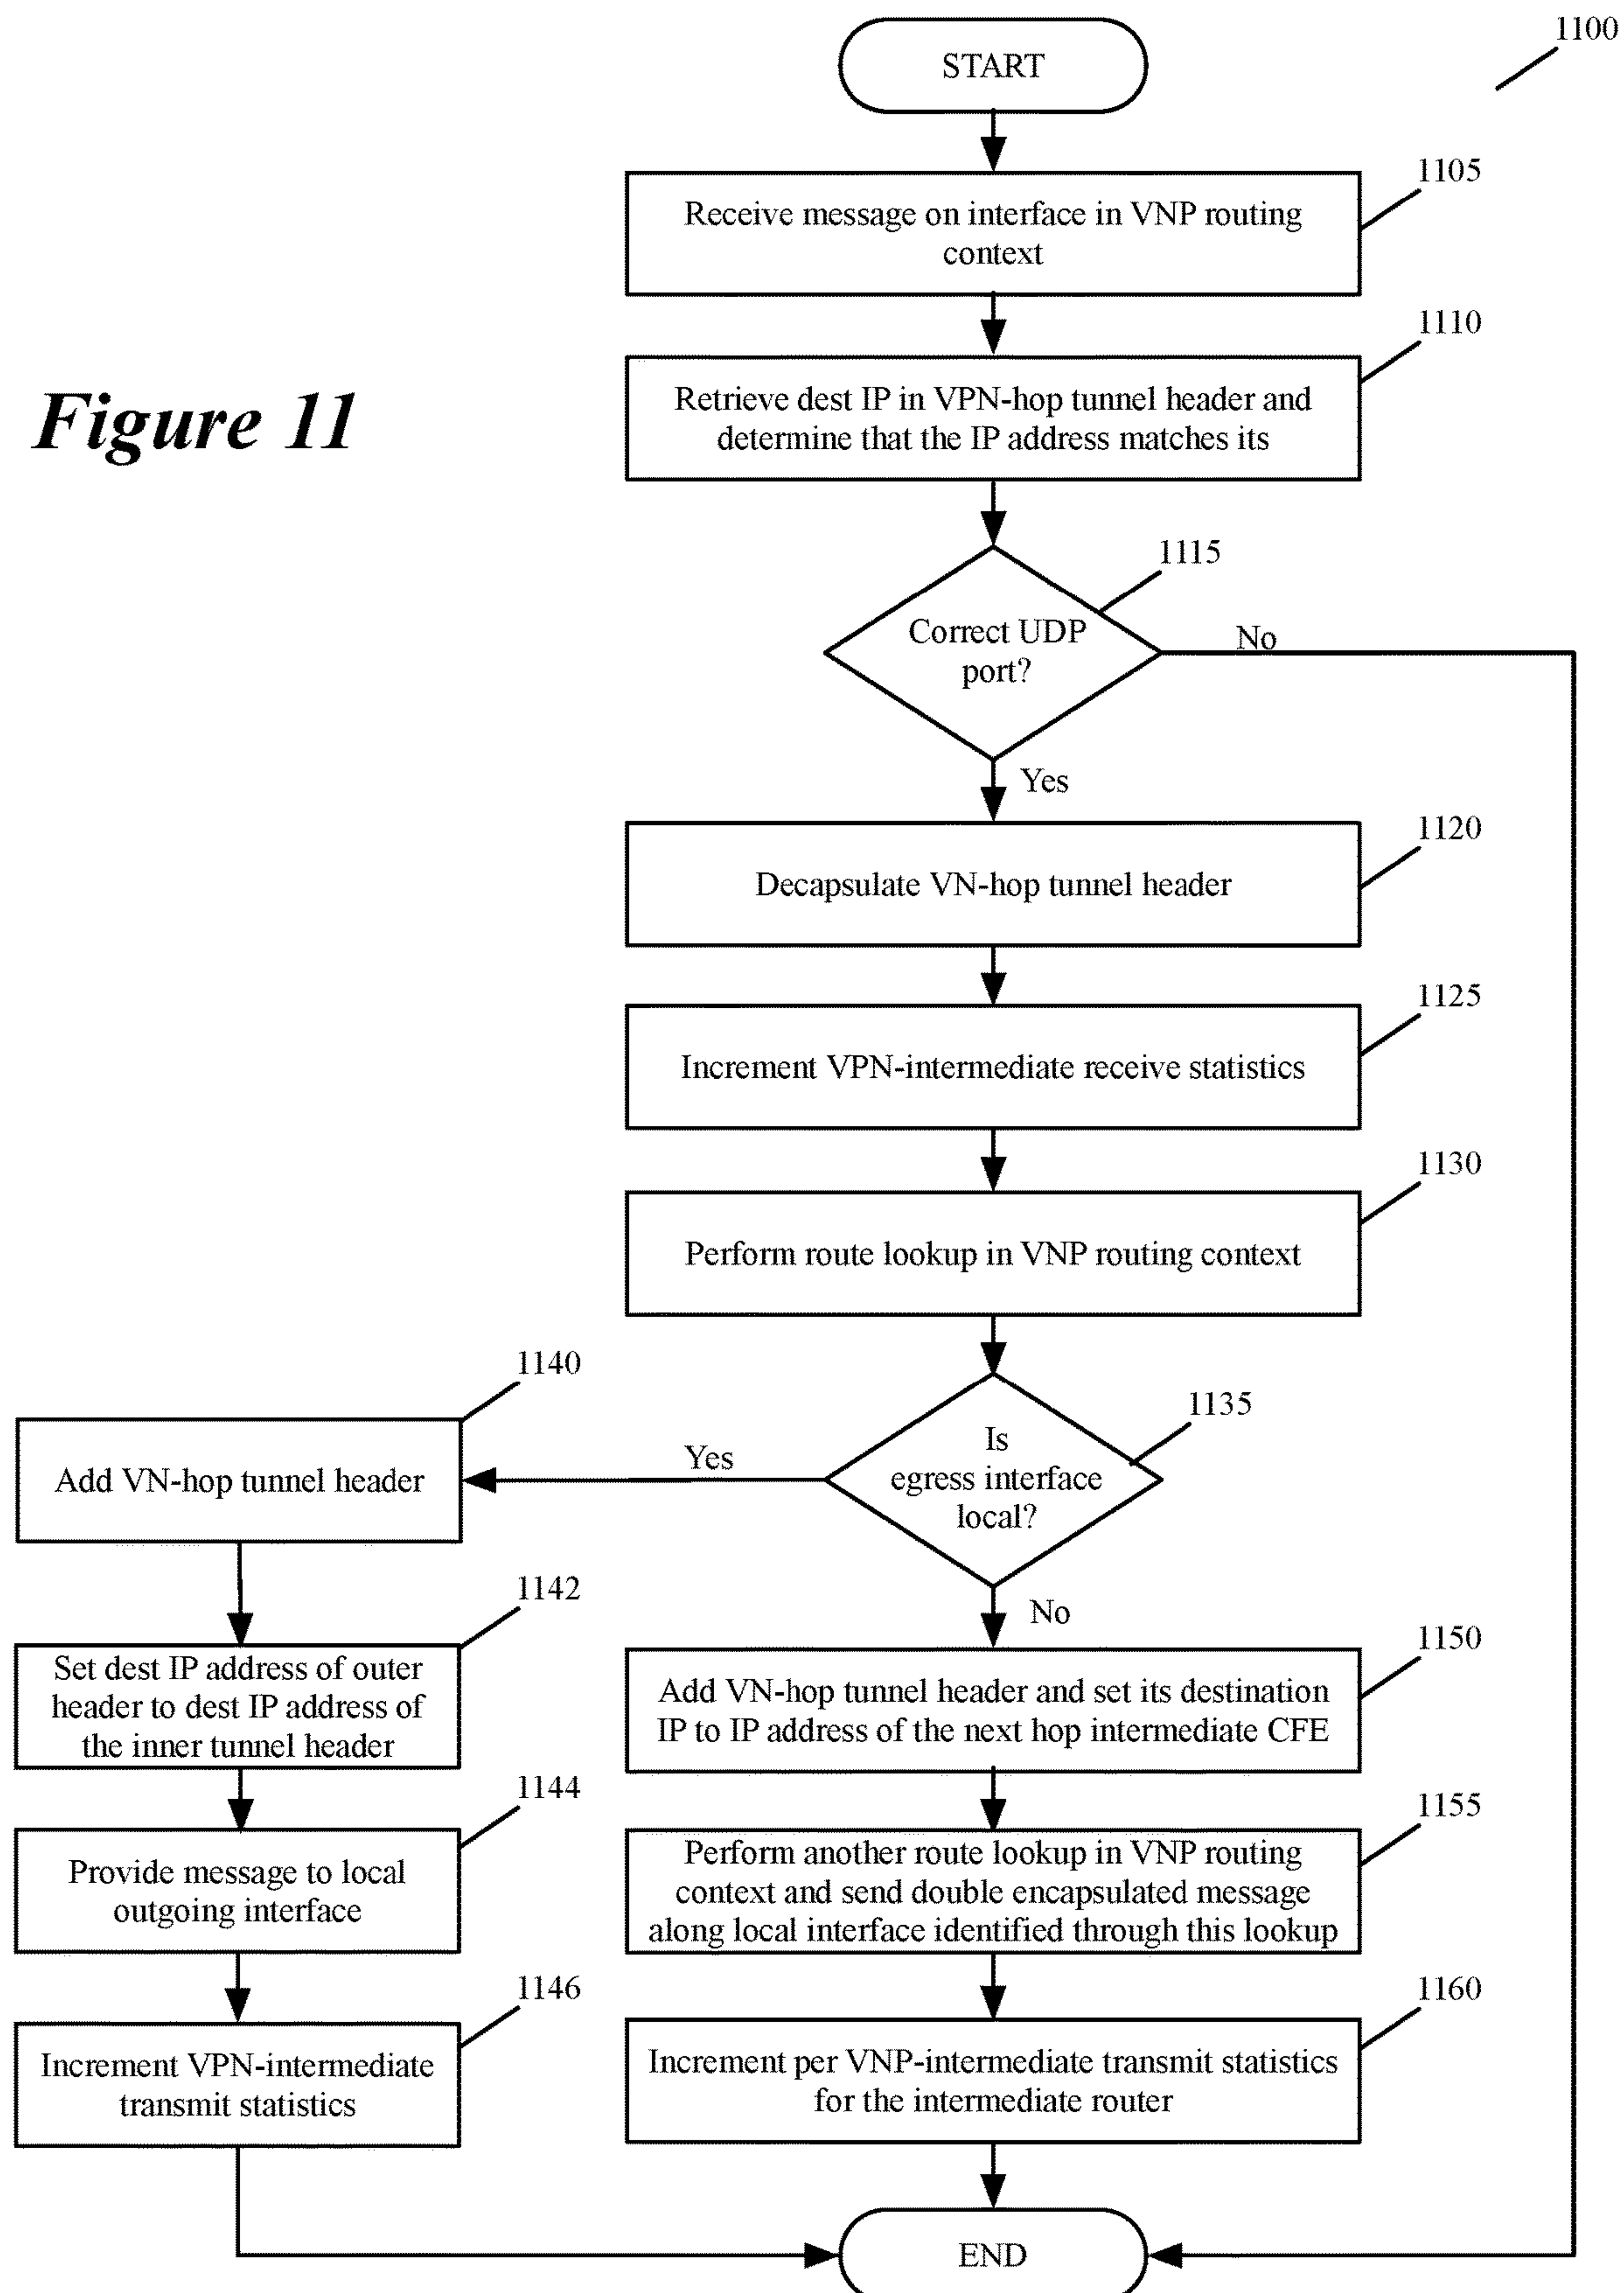 1100
START
1105
Receive message on interface in VNP routing
context
1110
Retrieve dest IP in VPN-hop tunnel header and
determine that the IP address matches its
Figure 11
1115
Correct UDP
port?
No
Yes
1120
Decapsulate VN-hop tunnel header
1125
Increment VPN-intermediate receive statistics
1130
Perform route lookup in VNP routing context
1135
Is
egress interface
local?
Yes
1140
Add VN-hop tunnel header
1142
Set dest IP address of outer
header to dest IP address of
the inner tunnel header
1144
Provide message to local
outgoing interface
1146
Increment VPN-intermediate
transmit statistics
No
1150
Add VN-hop tunnel header and set its destination
IP to IP address of the next hop intermediate CFE
1155
Perform another route lookup in VNP routing
context and send double encapsulated message
along local interface identified through this lookup
1160
Increment per VNP-intermediate transmit statistics
for the intermediate router
END